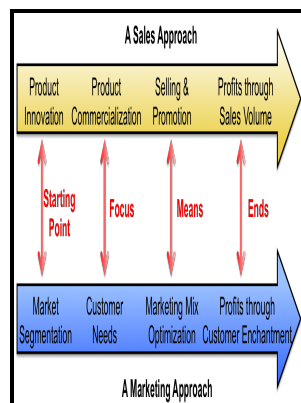 A Sales Approach
Product Product Selling & Profits through
Innovation Commercialization Promotion Sales Volume
Starting
Point
Focus Means Ends
Market Customer Marketing Mix Profits through
Segmentation Needs Optimization Customer Enchantment
A Marketing Approach